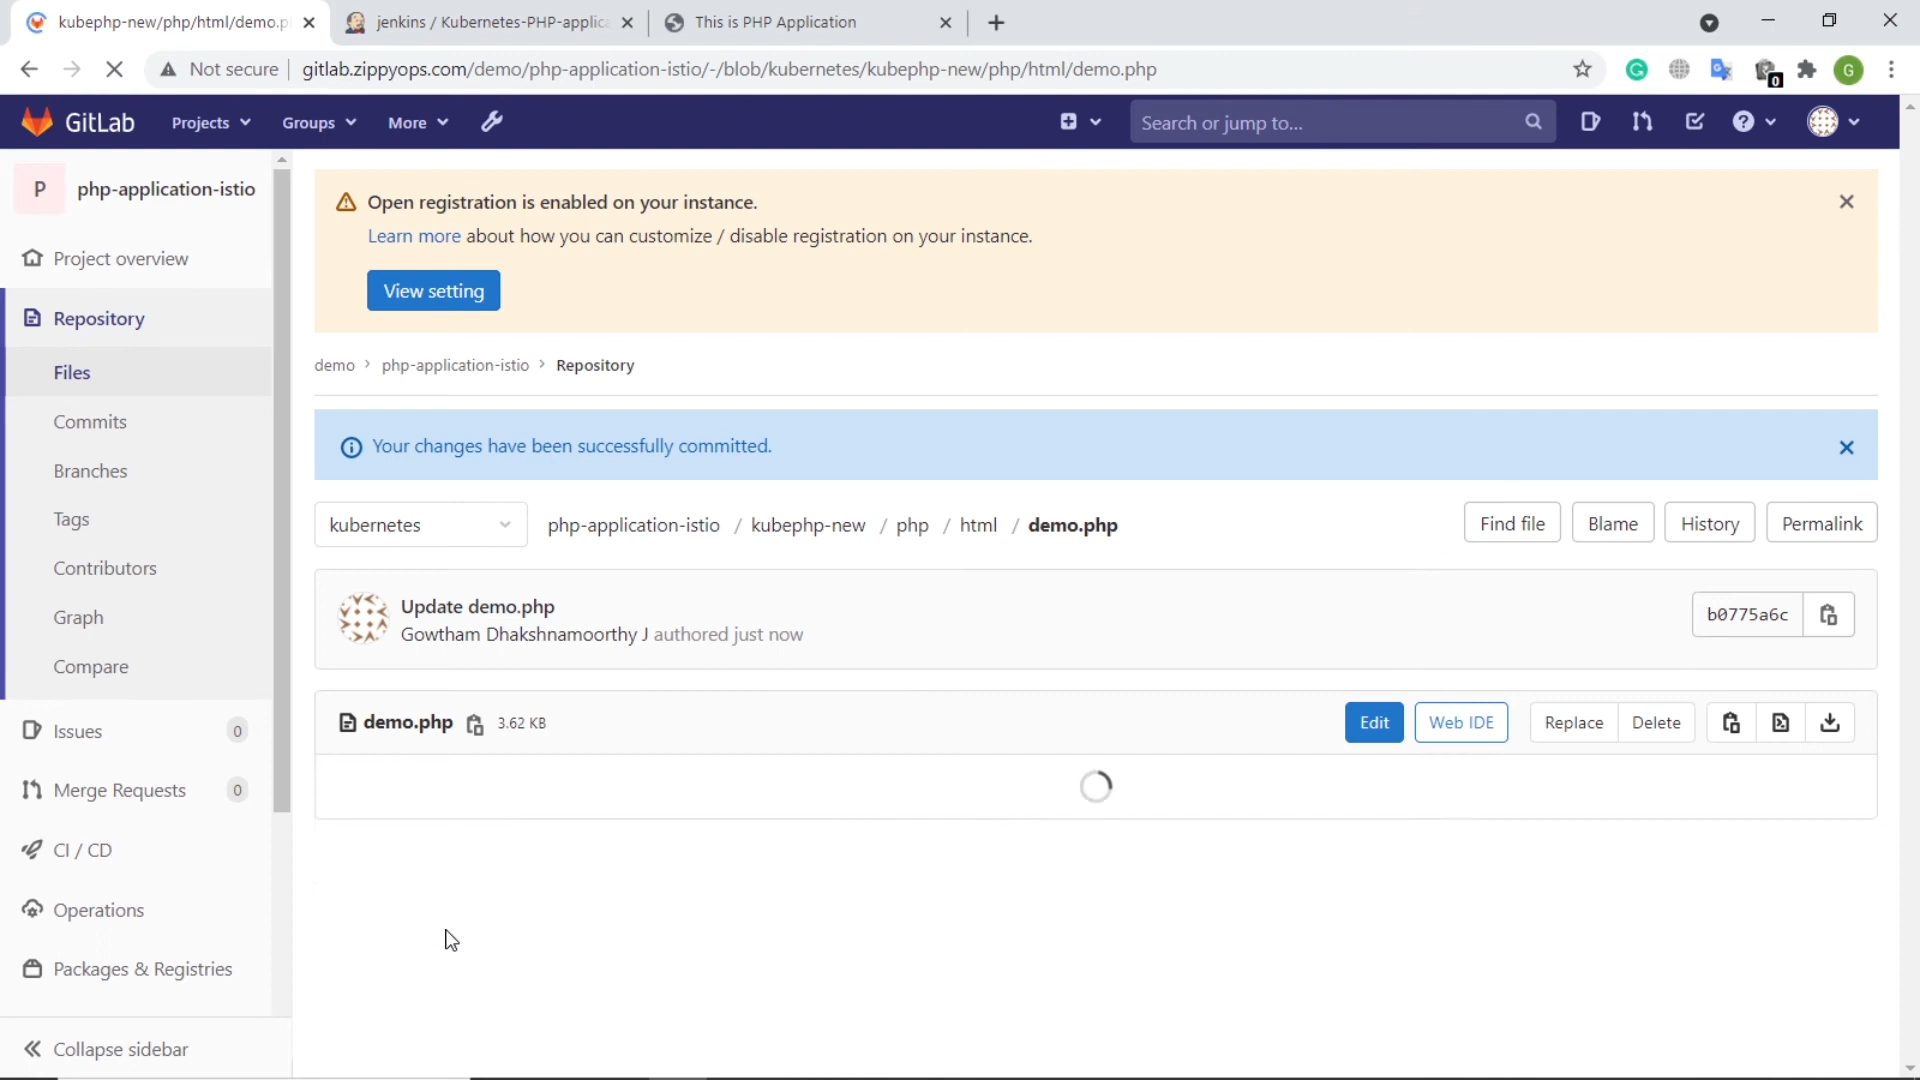 kubephp-new/php/html/demo.p
jenkins / Kubernetes-PHP-applic
This is PHP Application
Not secure
gitlab.zippyops.com/demo/php-application-istio/-/blob/kubernetes/kubephp-new/php/html/demo.php
0
G
GitLab
Projects
Groups
More
Search or jump to...
P
php-application-istio
Project overview
Repository
Files
Commits
Branches
Tags
Contributors
Graph
Compare
Issues
0
Merge Requests
0
CI / CD
Operations
Packages & Registries
Collapse sidebar
Open registration is enabled on your instance.
Learn more about how you can customize / disable registration on your instance.
View setting
demo > php-application-istio > Repository
Your changes have been successfully committed.
kubernetes
php-application-istio / kubephp-new / php / html / demo.php
Find file
Blame
History
Permalink
Update demo.php
Gowtham Dhakshnamoorthy J authored just now
b0775a6c
demo.php
3.62 KB
Edit
Web IDE
Replace
Delete